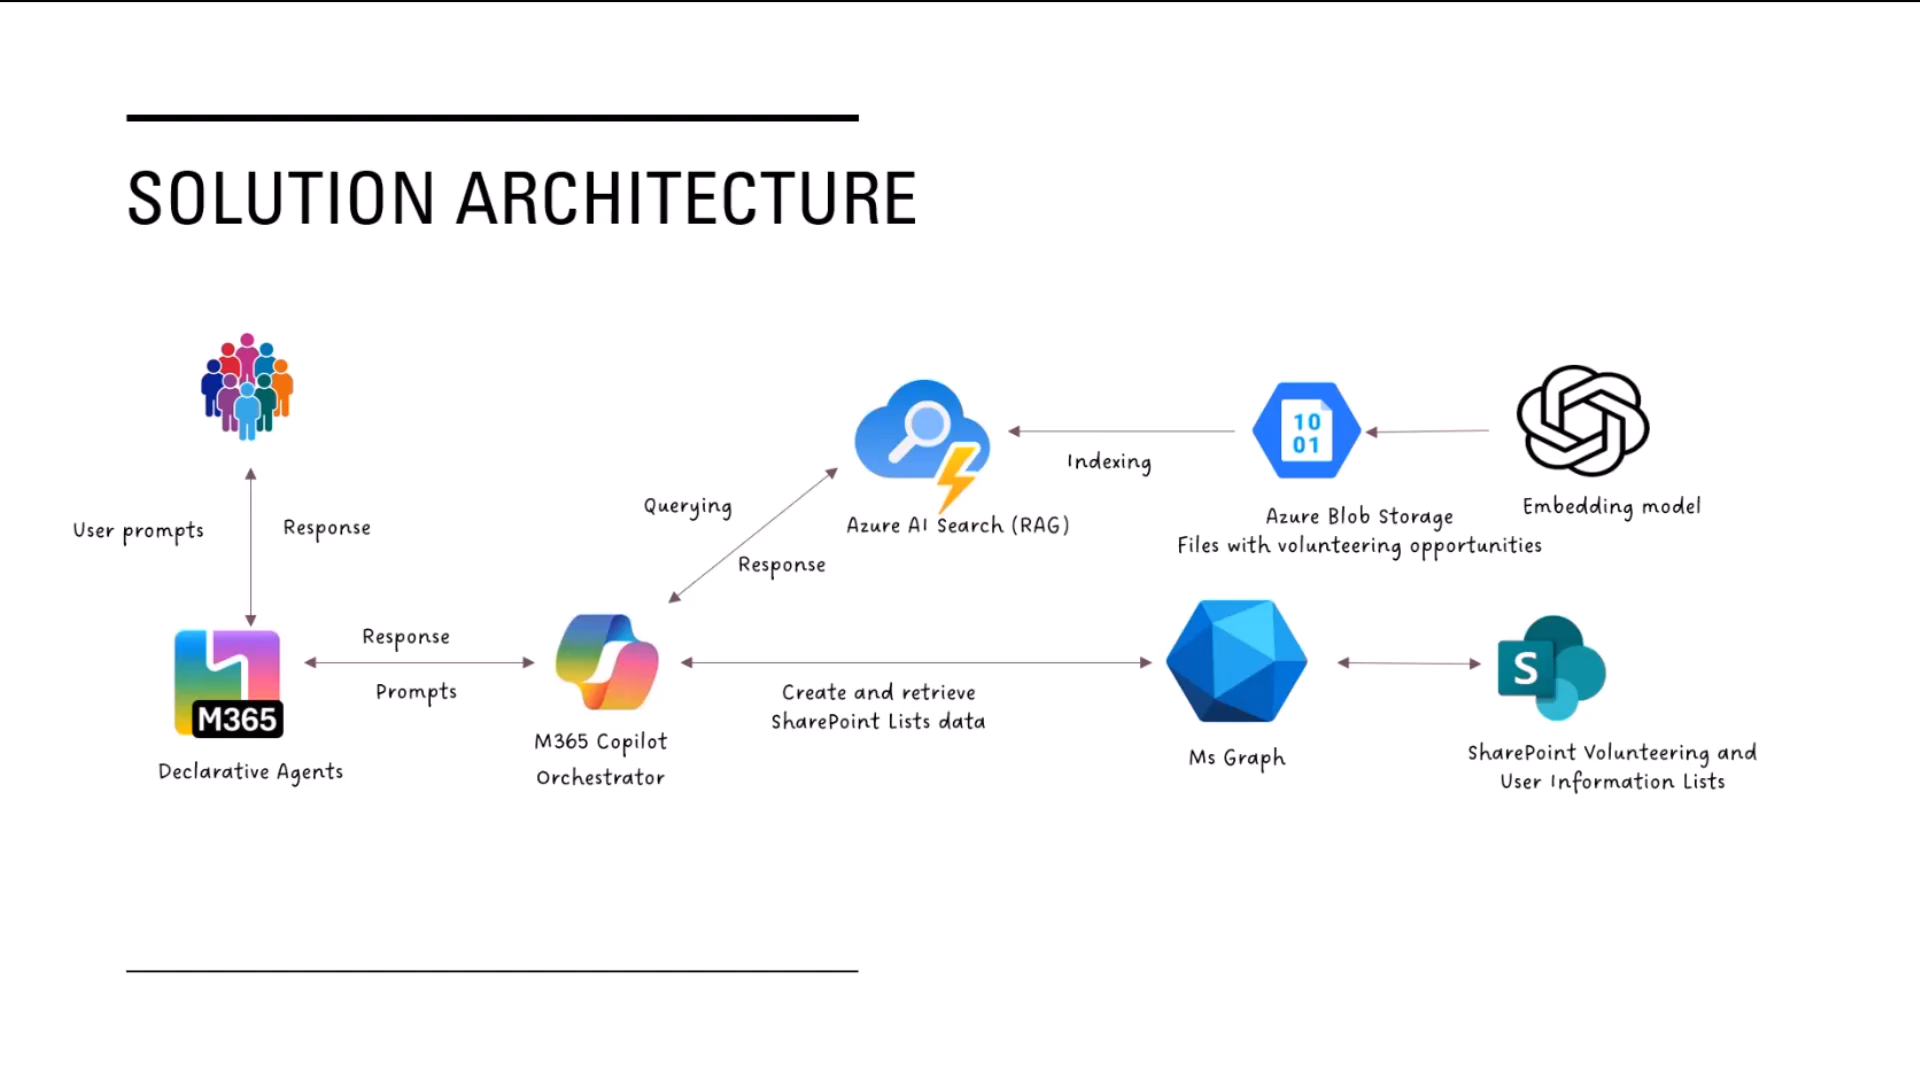 SOLUTION ARCHITECTURE
User prompts
Response
M365
Declarative Agents
Response
Prompts
M365 Copilot
Orchestrator
Querying
Response
Azure AI Search (RAG)
Indexing
10
01
Azure Blob Storage
Files with volunteering opportunities
Embedding model
Create and retrieve
SharePoint Lists data
Ms Graph
S
SharePoint Volunteering and
User Information Lists